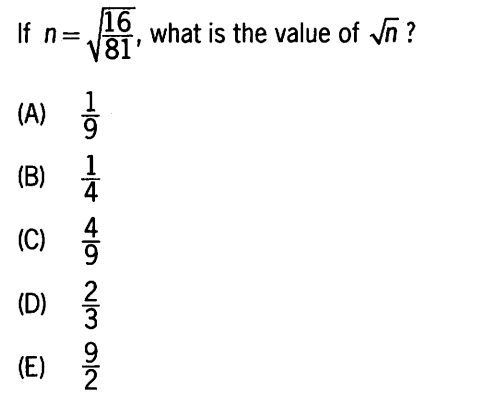 If n = √(16/81), what is the value of √n ?
(A) 1/9
(B) 1/4
(C) 4/9
(D) 2/3
(E) 9/2